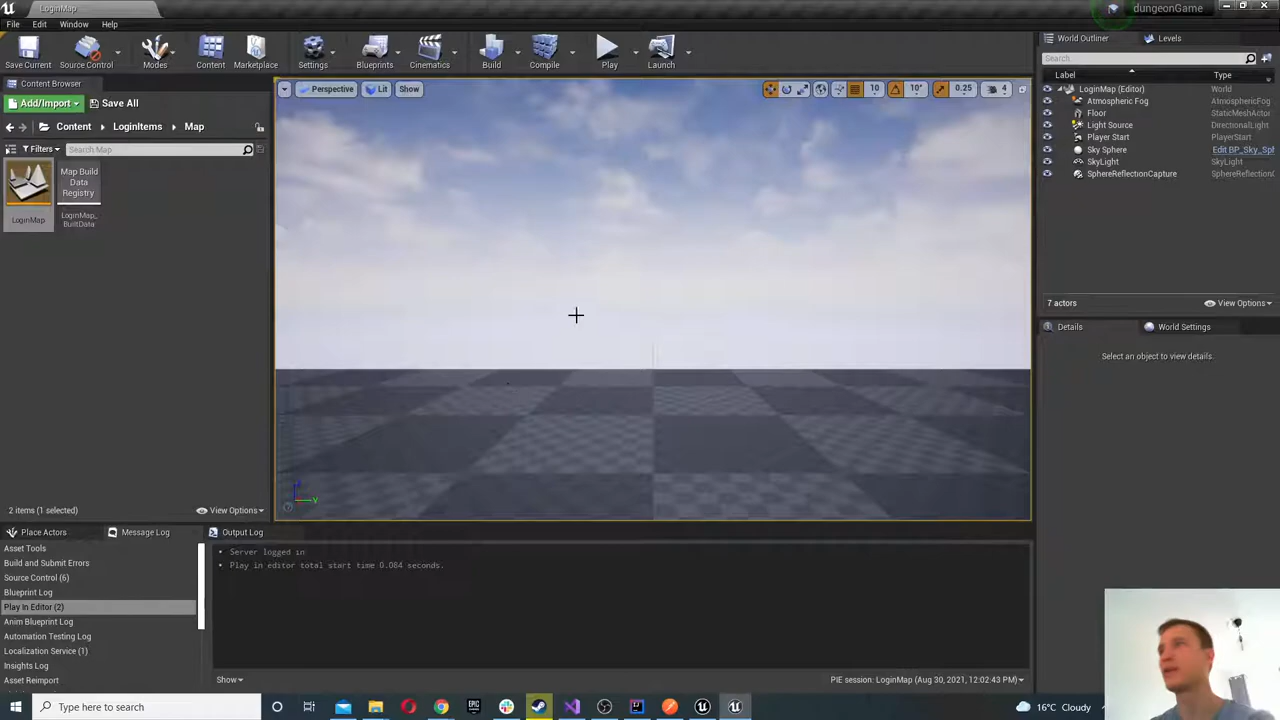 LoginMap
dungeonGame
File Edit Window Help
Save Current
Source Control
Modes
Content
Marketplace
Settings
Blueprints
Cinematics
Build
Compile
Play
Launch
World Outliner
Levels
Search
Label
Type
LoginMap (Editor) World
Atmospheric Fog AtmosphericFog
Floor StaticMeshActor
Light Source DirectionalLight
Player Start PlayerStart
Sky Sphere Edit BP_Sky_Sph
SkyLight SkyLight
SphereReflectionCapture SphereReflectionC
7 actors
View Options
Details
World Settings
Select an object to view details.
Content Browser
Add/Import
Save All
Content
LoginItems
Map
Filters
Search Map
LoginMap
Map Build
Data
Registry
LoginMap_
BuiltData
2 items (1 selected)
View Options
Perspective
Lit
Show
10
10°
0.25
4
Place Actors
Message Log
Output Log
Asset Tools
Build and Submit Errors
Source Control (6)
Blueprint Log
Play In Editor (2)
Anim Blueprint Log
Automation Testing Log
Localization Service (1)
Insights Log
Asset Reimport
Server logged in
Play in editor total start time 0.084 seconds.
Show
PIE session: LoginMap (Aug 30, 2021, 12:02:43 PM)
Type here to search
16°C Cloudy